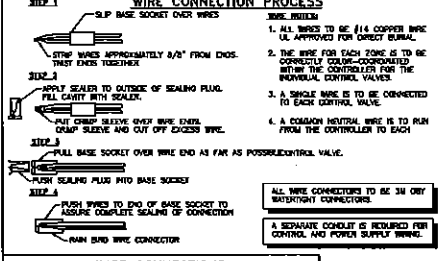 STEP 1
WIRE CONNECTION PROCESS
SLIP BASE SOCKET OVER WIRES
STRIP WIRES APPROXIMATELY 5/8" FROM ENDS.
TWIST ENDS TOGETHER
STEP 2
APPLY SEALER TO OUTSIDE OF SEALING PLUG.
FILL CAVITY WITH SEALER.
PUT CRIMP SLEEVE OVER WIRE ENDS.
CRIMP SLEEVE AND CUT OFF EXCESS WIRE.
STEP 3
PULL BASE SOCKET OVER WIRE END AS FAR AS POSSIBLE
PUSH SEALING PLUG INTO BASE SOCKET
STEP 4
PUSH WIRES TO END OF BASE SOCKET TO
ASSURE COMPLETE SEALING OF CONNECTION
RAIN BIRD WIRE CONNECTOR
WIRE NOTES:
1. ALL WIRES TO BE #14 COPPER WIRE
UL APPROVED FOR DIRECT BURIAL.
2. THE WIRE FOR EACH ZONE IS TO BE
CORRECTLY COLOR-COORDINATED
WITHIN THE CONTROLLER FOR THE
INDIVIDUAL CONTROL VALVES.
3. A SINGLE WIRE IS TO BE CONNECTED
TO EACH CONTROL VALVE.
4. A COMMON NEUTRAL WIRE IS TO RUN
FROM THE CONTROLLER TO EACH
CONTROL VALVE.
ALL WIRE CONNECTORS TO BE 3M DBY
WATERTIGHT CONNECTORS.
A SEPARATE CONDUIT IS REQUIRED FOR
CONTROL AND POWER SUPPLY WIRING.